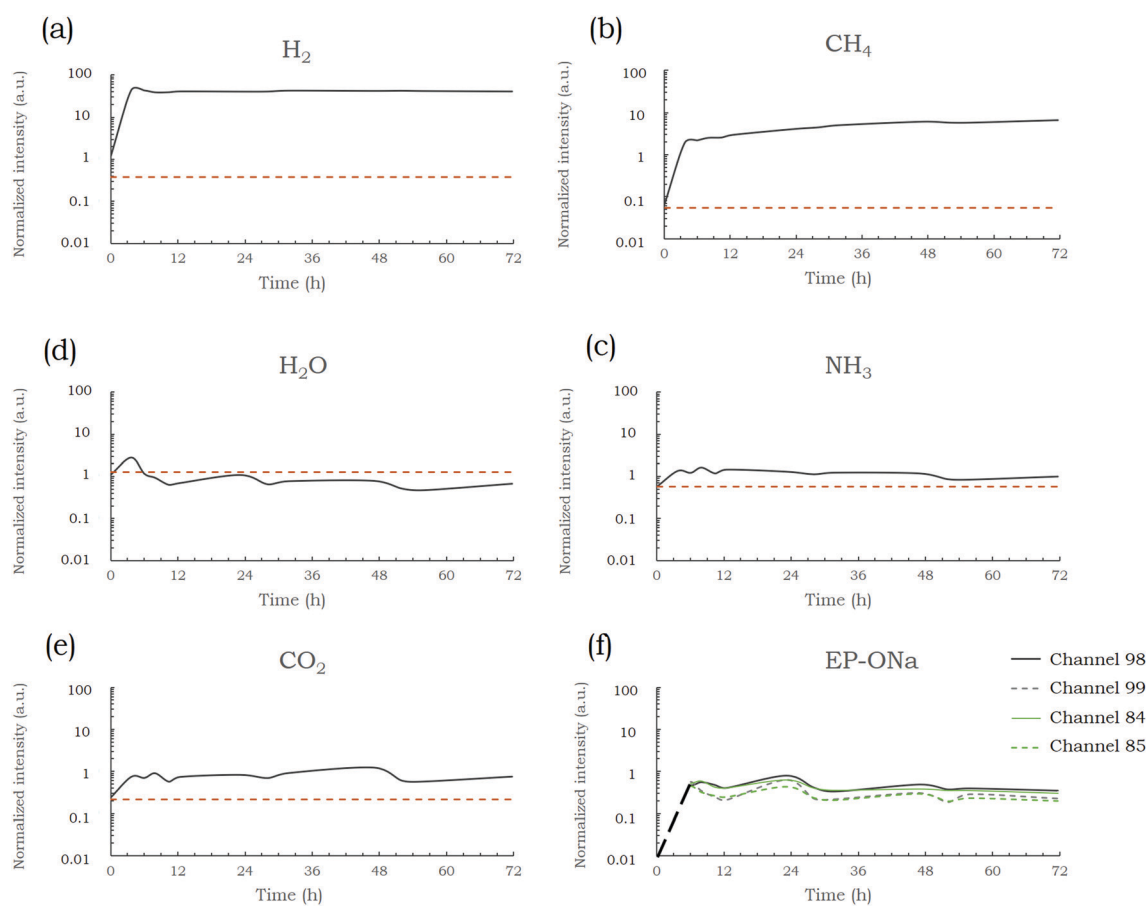 (a)
H₂
Normalized intensity (a.u.)
100
10
1
0.1
0.01
0 12 24 36 48 60 72
Time (h)
(b)
CH₄
Normalized intensity (a.u.)
100
10
1
0.1
0.01
0 12 24 36 48 60 72
Time (h)
(d)
H₂O
Normalized intensity (a.u.)
100
10
1
0.1
0.01
0 12 24 36 48 60 72
Time (h)
(c)
NH₃
Normalized intensity (a.u.)
100
10
1
0.1
0.01
0 12 24 36 48 60 72
Time (h)
(e)
CO₂
Normalized intensity (a.u.)
100
10
1
0.1
0.01
0 12 24 36 48 60 72
Time (h)
(f)
EP-ONa
Normalized intensity (a.u.)
100
10
1
0.1
0.01
0 12 24 36 48 60 72
Time (h)
Channel 98
Channel 99
Channel 84
Channel 85